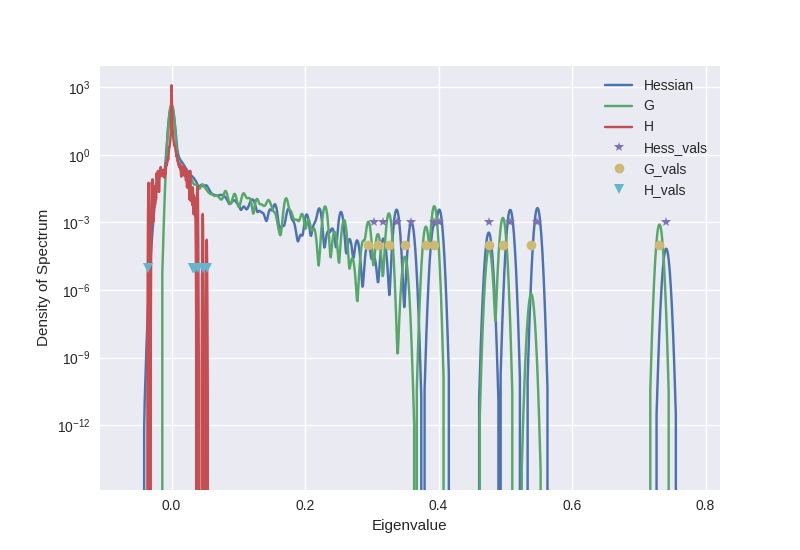 10^3
10^0
10^−3
10^−6
10^−9
10^−12
Density of Spectrum
Hessian
G
H
Hess_vals
G_vals
H_vals
0.0 0.2 0.4 0.6 0.8
Eigenvalue